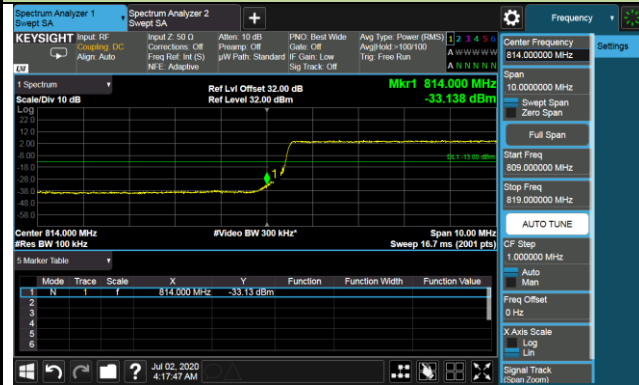 Spectrum Analyzer 1
Swept SA
Spectrum Analyzer 2
Swept SA
+
Frequency
KEYSIGHT
Input: RF
Coupling: DC
Align: Auto
Input Z: 50 Ω
Corrections: Off
Freq Ref: Int (S)
NFE: Adaptive
Atten: 10 dB
Preamp: Off
µW Path: Standard
PNO: Best Wide
Gate: Off
IF Gain: Low
Sig Track: Off
Avg Type: Power (RMS)
Avg|Hold:>100/100
Trig: Free Run
1 2 3 4 5 6
A W W W W W
A N N N N N
LXI
1 Spectrum
Scale/Div 10 dB
Ref Lvl Offset 32.00 dB
Ref Level 32.00 dBm
Mkr1 814.000 MHz
-33.138 dBm
Log
22.0
12.0
2.00
-8.00
-18.0
-28.0
-38.0
-48.0
-58.0
DL1 -13.00 dBm
1
Center 814.000 MHz
#Res BW 100 kHz
#Video BW 300 kHz*
Span 10.00 MHz
Sweep 16.7 ms (2001 pts)
5 Marker Table
Mode Trace Scale X Y Function Function Width Function Value
1 N 1 f 814.000 MHz -33.13 dBm
2
3
4
5
6
Jul 02, 2020
4:17:47 AM
Settings
Center Frequency
814.000000 MHz
Span
10.0000000 MHz
Swept Span
Zero Span
Full Span
Start Freq
809.000000 MHz
Stop Freq
819.000000 MHz
AUTO TUNE
CF Step
1.000000 MHz
Auto
Man
Freq Offset
0 Hz
X Axis Scale
Log
Lin
Signal Track
(Span Zoom)